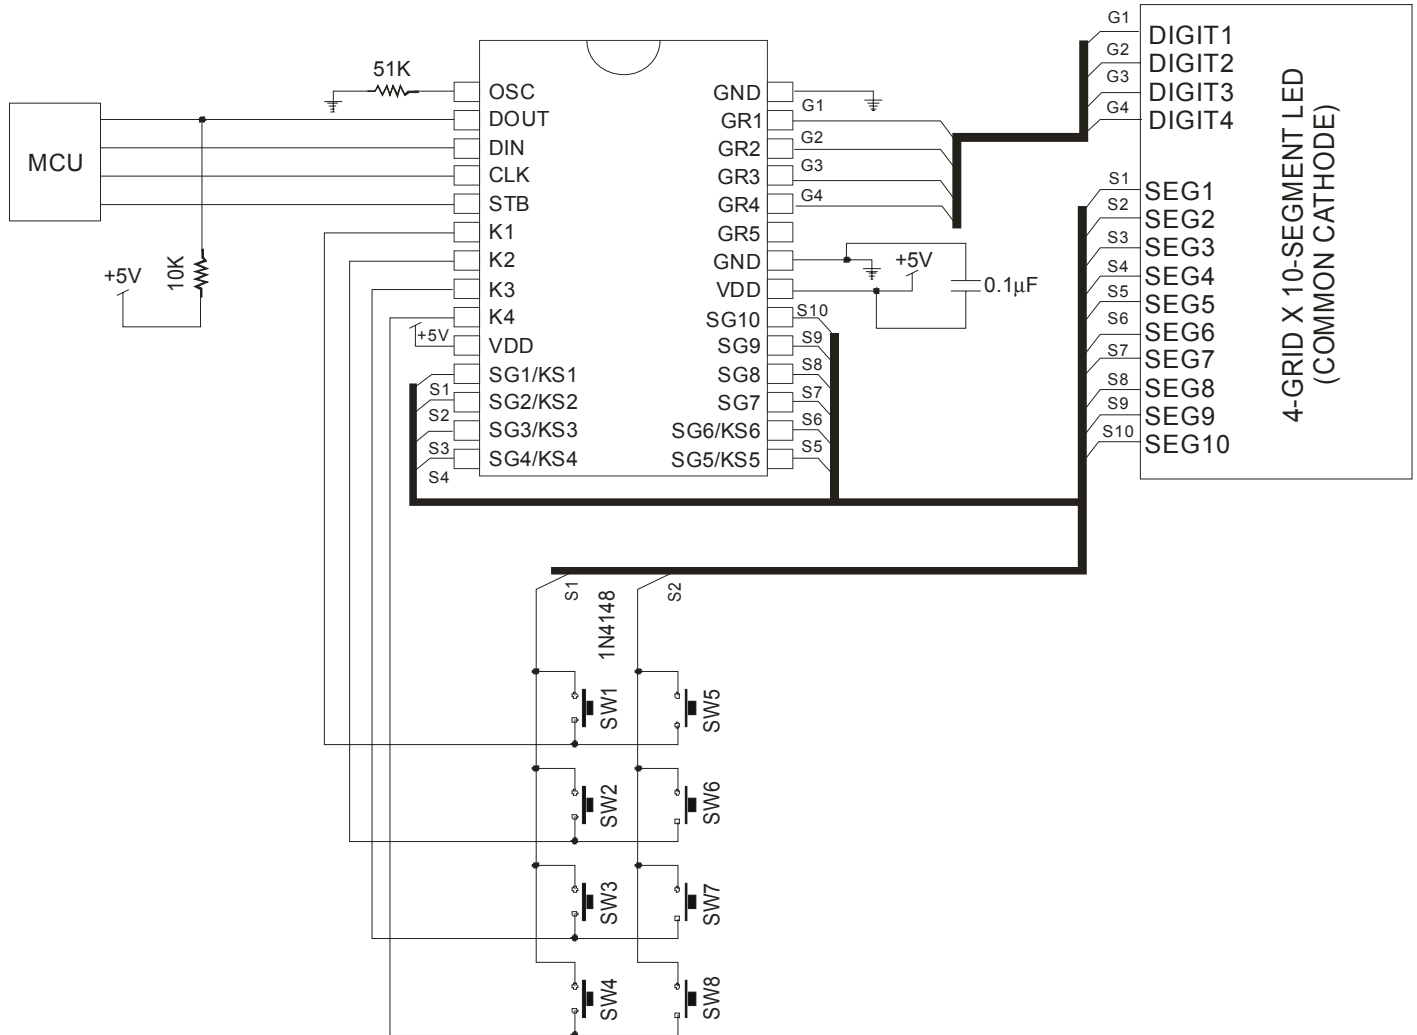 MCU
+5V
10K
51K
OSC
DOUT
DIN
CLK
STB
K1
K2
K3
K4
+5V
VDD
SG1/KS1
S1
SG2/KS2
S2
SG3/KS3
S3
SG4/KS4
S4
GND
GR1
G1
GR2
G2
GR3
G3
GR4
G4
GR5
GND
+5V
VDD
0.1µF
SG10
S10
SG9
S9
SG8
S8
SG7
S7
SG6/KS6
S6
SG5/KS5
S5
G1
DIGIT1
G2
DIGIT2
G3
DIGIT3
G4
DIGIT4
S1
SEG1
S2
SEG2
S3
SEG3
S4
SEG4
S5
SEG5
S6
SEG6
S7
SEG7
S8
SEG8
S9
SEG9
S10
SEG10
4-GRID X 10-SEGMENT LED
(COMMON CATHODE)
S1
1N4148
S2
SW1
SW5
SW2
SW6
SW3
SW7
SW4
SW8